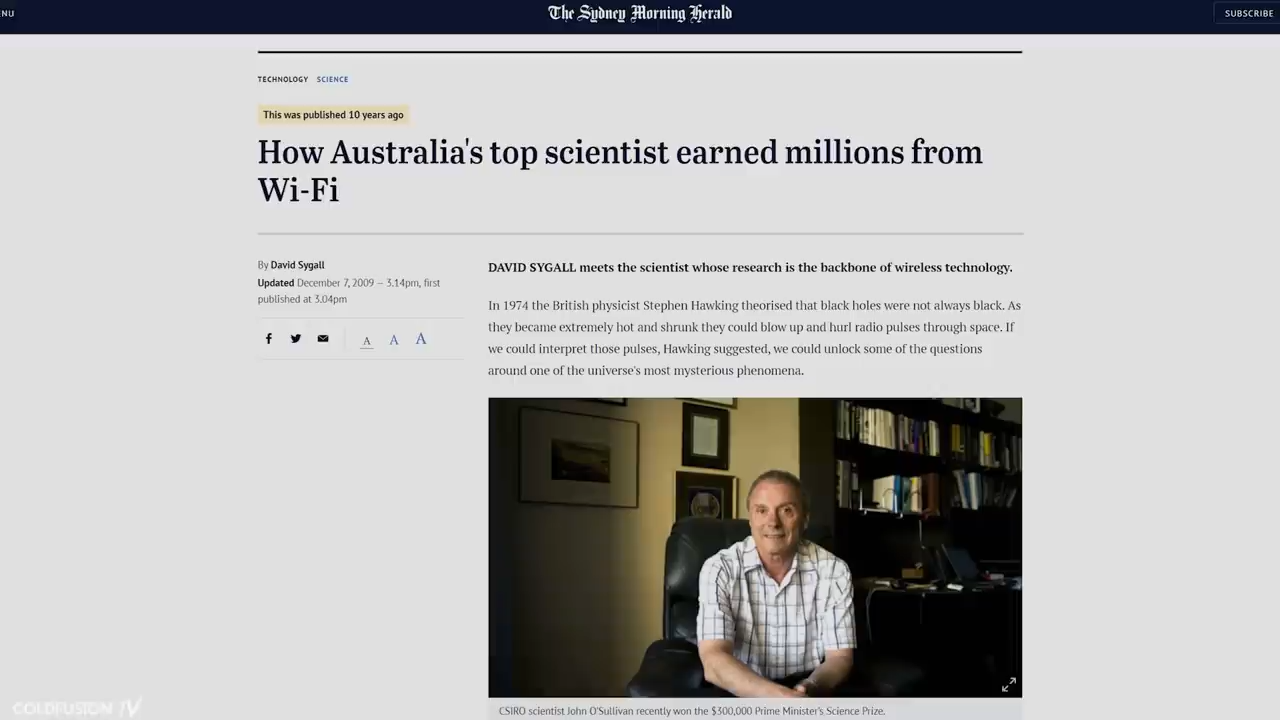 NU
The Sydney Morning Herald
SUBSCRIBE
TECHNOLOGY SCIENCE
This was published 10 years ago
How Australia's top scientist earned millions from
Wi-Fi
By David Sygall
Updated December 7, 2009 — 3.14pm, first
published at 3.04pm
A A A
DAVID SYGALL meets the scientist whose research is the backbone of wireless technology.
In 1974 the British physicist Stephen Hawking theorised that black holes were not always black. As
they became extremely hot and shrunk they could blow up and hurl radio pulses through space. If
we could interpret those pulses, Hawking suggested, we could unlock some of the questions
around one of the universe's most mysterious phenomena.
CSIRO scientist John O'Sullivan recently won the $300,000 Prime Minister's Science Prize.
COLDFUSION TV